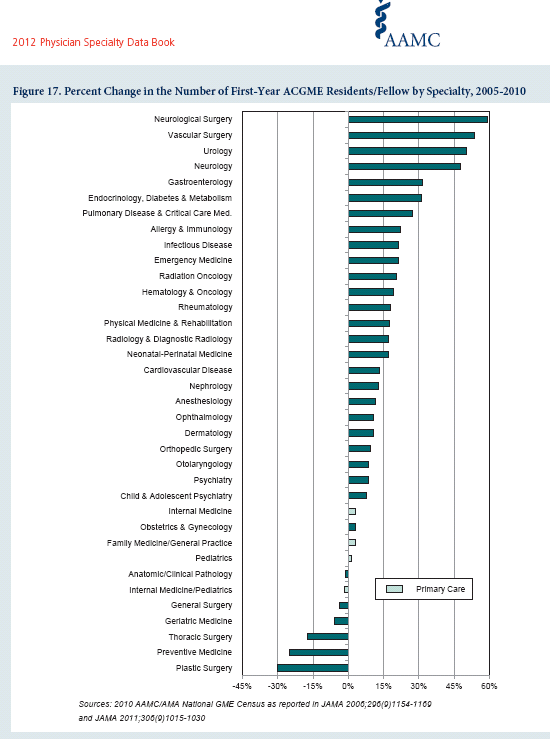 2012 Physician Specialty Data Book
AAMC
Figure 17. Percent Change in the Number of First-Year ACGME Residents/Fellow by Specialty, 2005-2010
Neurological Surgery
Vascular Surgery
Urology
Neurology
Gastroenterology
Endocrinology, Diabetes & Metabolism
Pulmonary Disease & Critical Care Med.
Allergy & Immunology
Infectious Disease
Emergency Medicine
Radiation Oncology
Hematology & Oncology
Rheumatology
Physical Medicine & Rehabilitation
Radiology & Diagnostic Radiology
Neonatal-Perinatal Medicine
Cardiovascular Disease
Nephrology
Anesthesiology
Ophthalmology
Dermatology
Orthopedic Surgery
Otolaryngology
Psychiatry
Child & Adolescent Psychiatry
Internal Medicine
Obstetrics & Gynecology
Family Medicine/General Practice
Pediatrics
Anatomic/Clinical Pathology
Internal Medicine/Pediatrics
Primary Care
General Surgery
Geriatric Medicine
Thoracic Surgery
Preventive Medicine
Plastic Surgery
-45% -30% -15% 0% 15% 30% 45% 60%
Sources: 2010 AAMC/AMA National GME Census as reported in JAMA 2006;296(9)1154-1169
and JAMA 2011;306(9)1015-1030